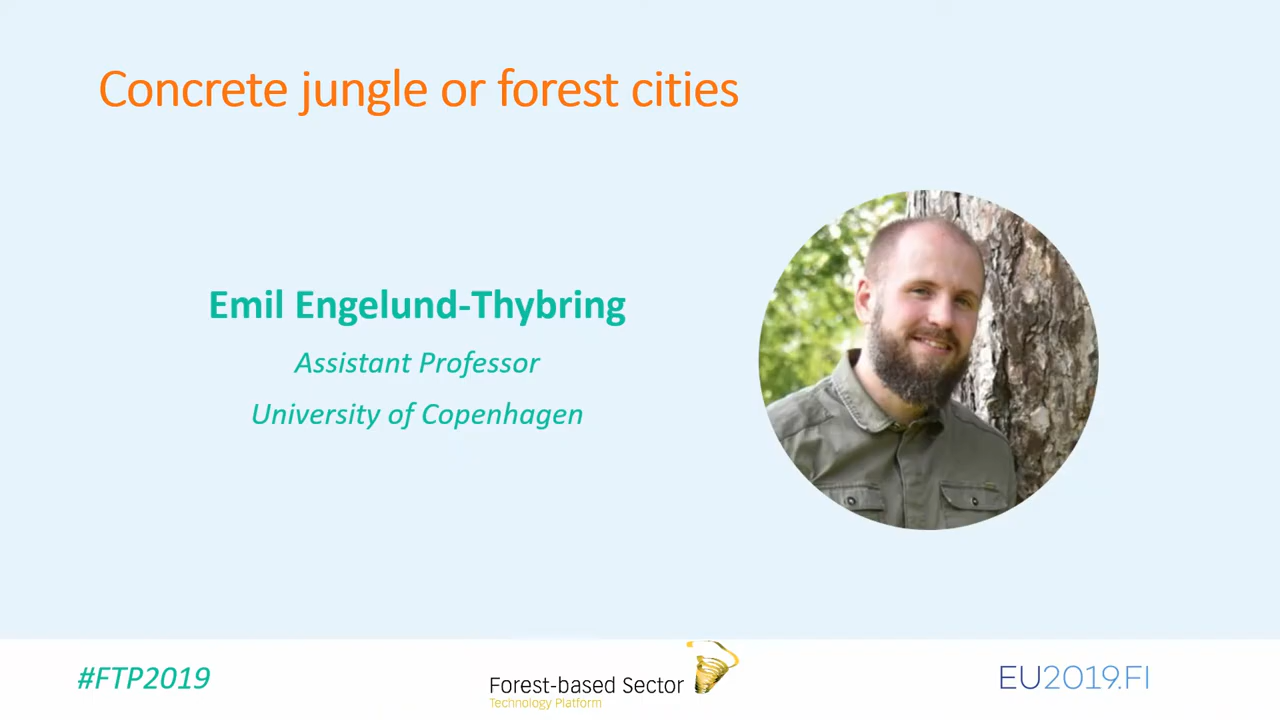 Concrete jungle or forest cities
Emil Engelund-Thybring
Assistant Professor
University of Copenhagen
#FTP2019
Forest-based Sector
Technology Platform
EU2019.FI